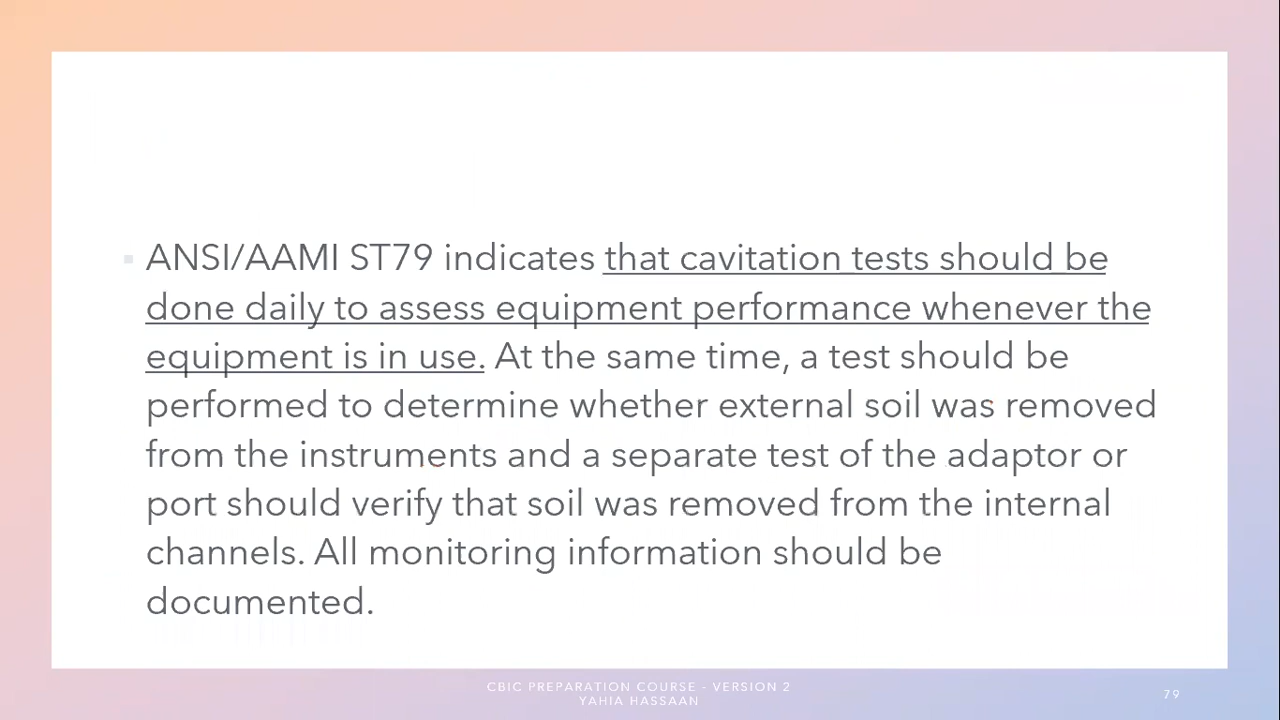 ANSI/AAMI ST79 indicates that cavitation tests should be
done daily to assess equipment performance whenever the
equipment is in use. At the same time, a test should be
performed to determine whether external soil was removed
from the instruments and a separate test of the adaptor or
port should verify that soil was removed from the internal
channels. All monitoring information should be
documented.
CBIC PREPARATION COURSE - VERSION 2
YAHIA HASSAAN
79